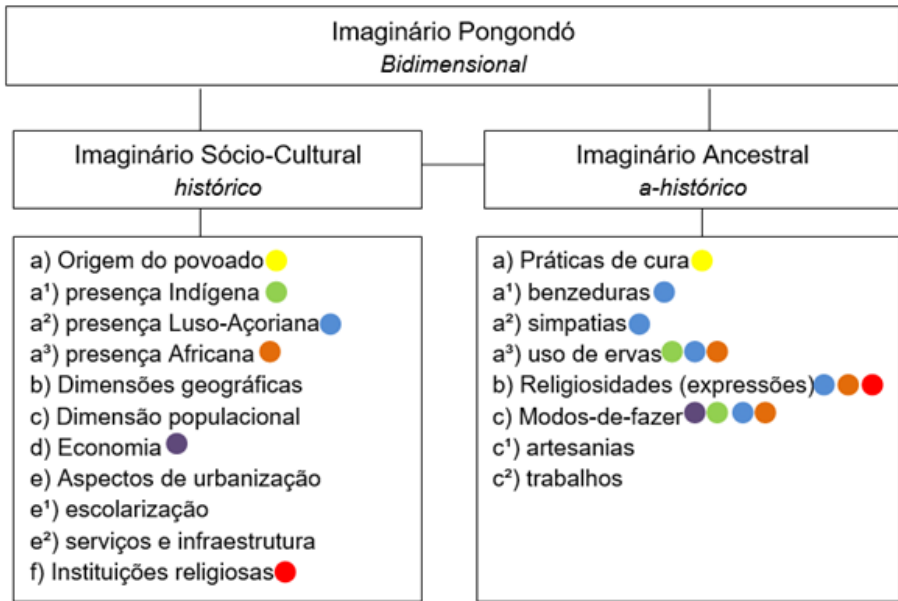 Imaginário Pongondó
Bidimensional
Imaginário Sócio-Cultural
histórico
Imaginário Ancestral
a-histórico
a) Origem do povoado
a¹) presença Indígena
a²) presença Luso-Açoriana
a³) presença Africana
b) Dimensões geográficas
c) Dimensão populacional
d) Economia
e) Aspectos de urbanização
e¹) escolarização
e²) serviços e infraestrutura
f) Instituições religiosas
a) Práticas de cura
a¹) benzeduras
a²) simpatias
a³) uso de ervas
b) Religiosidades (expressões)
c) Modos-de-fazer
c¹) artesanias
c²) trabalhos